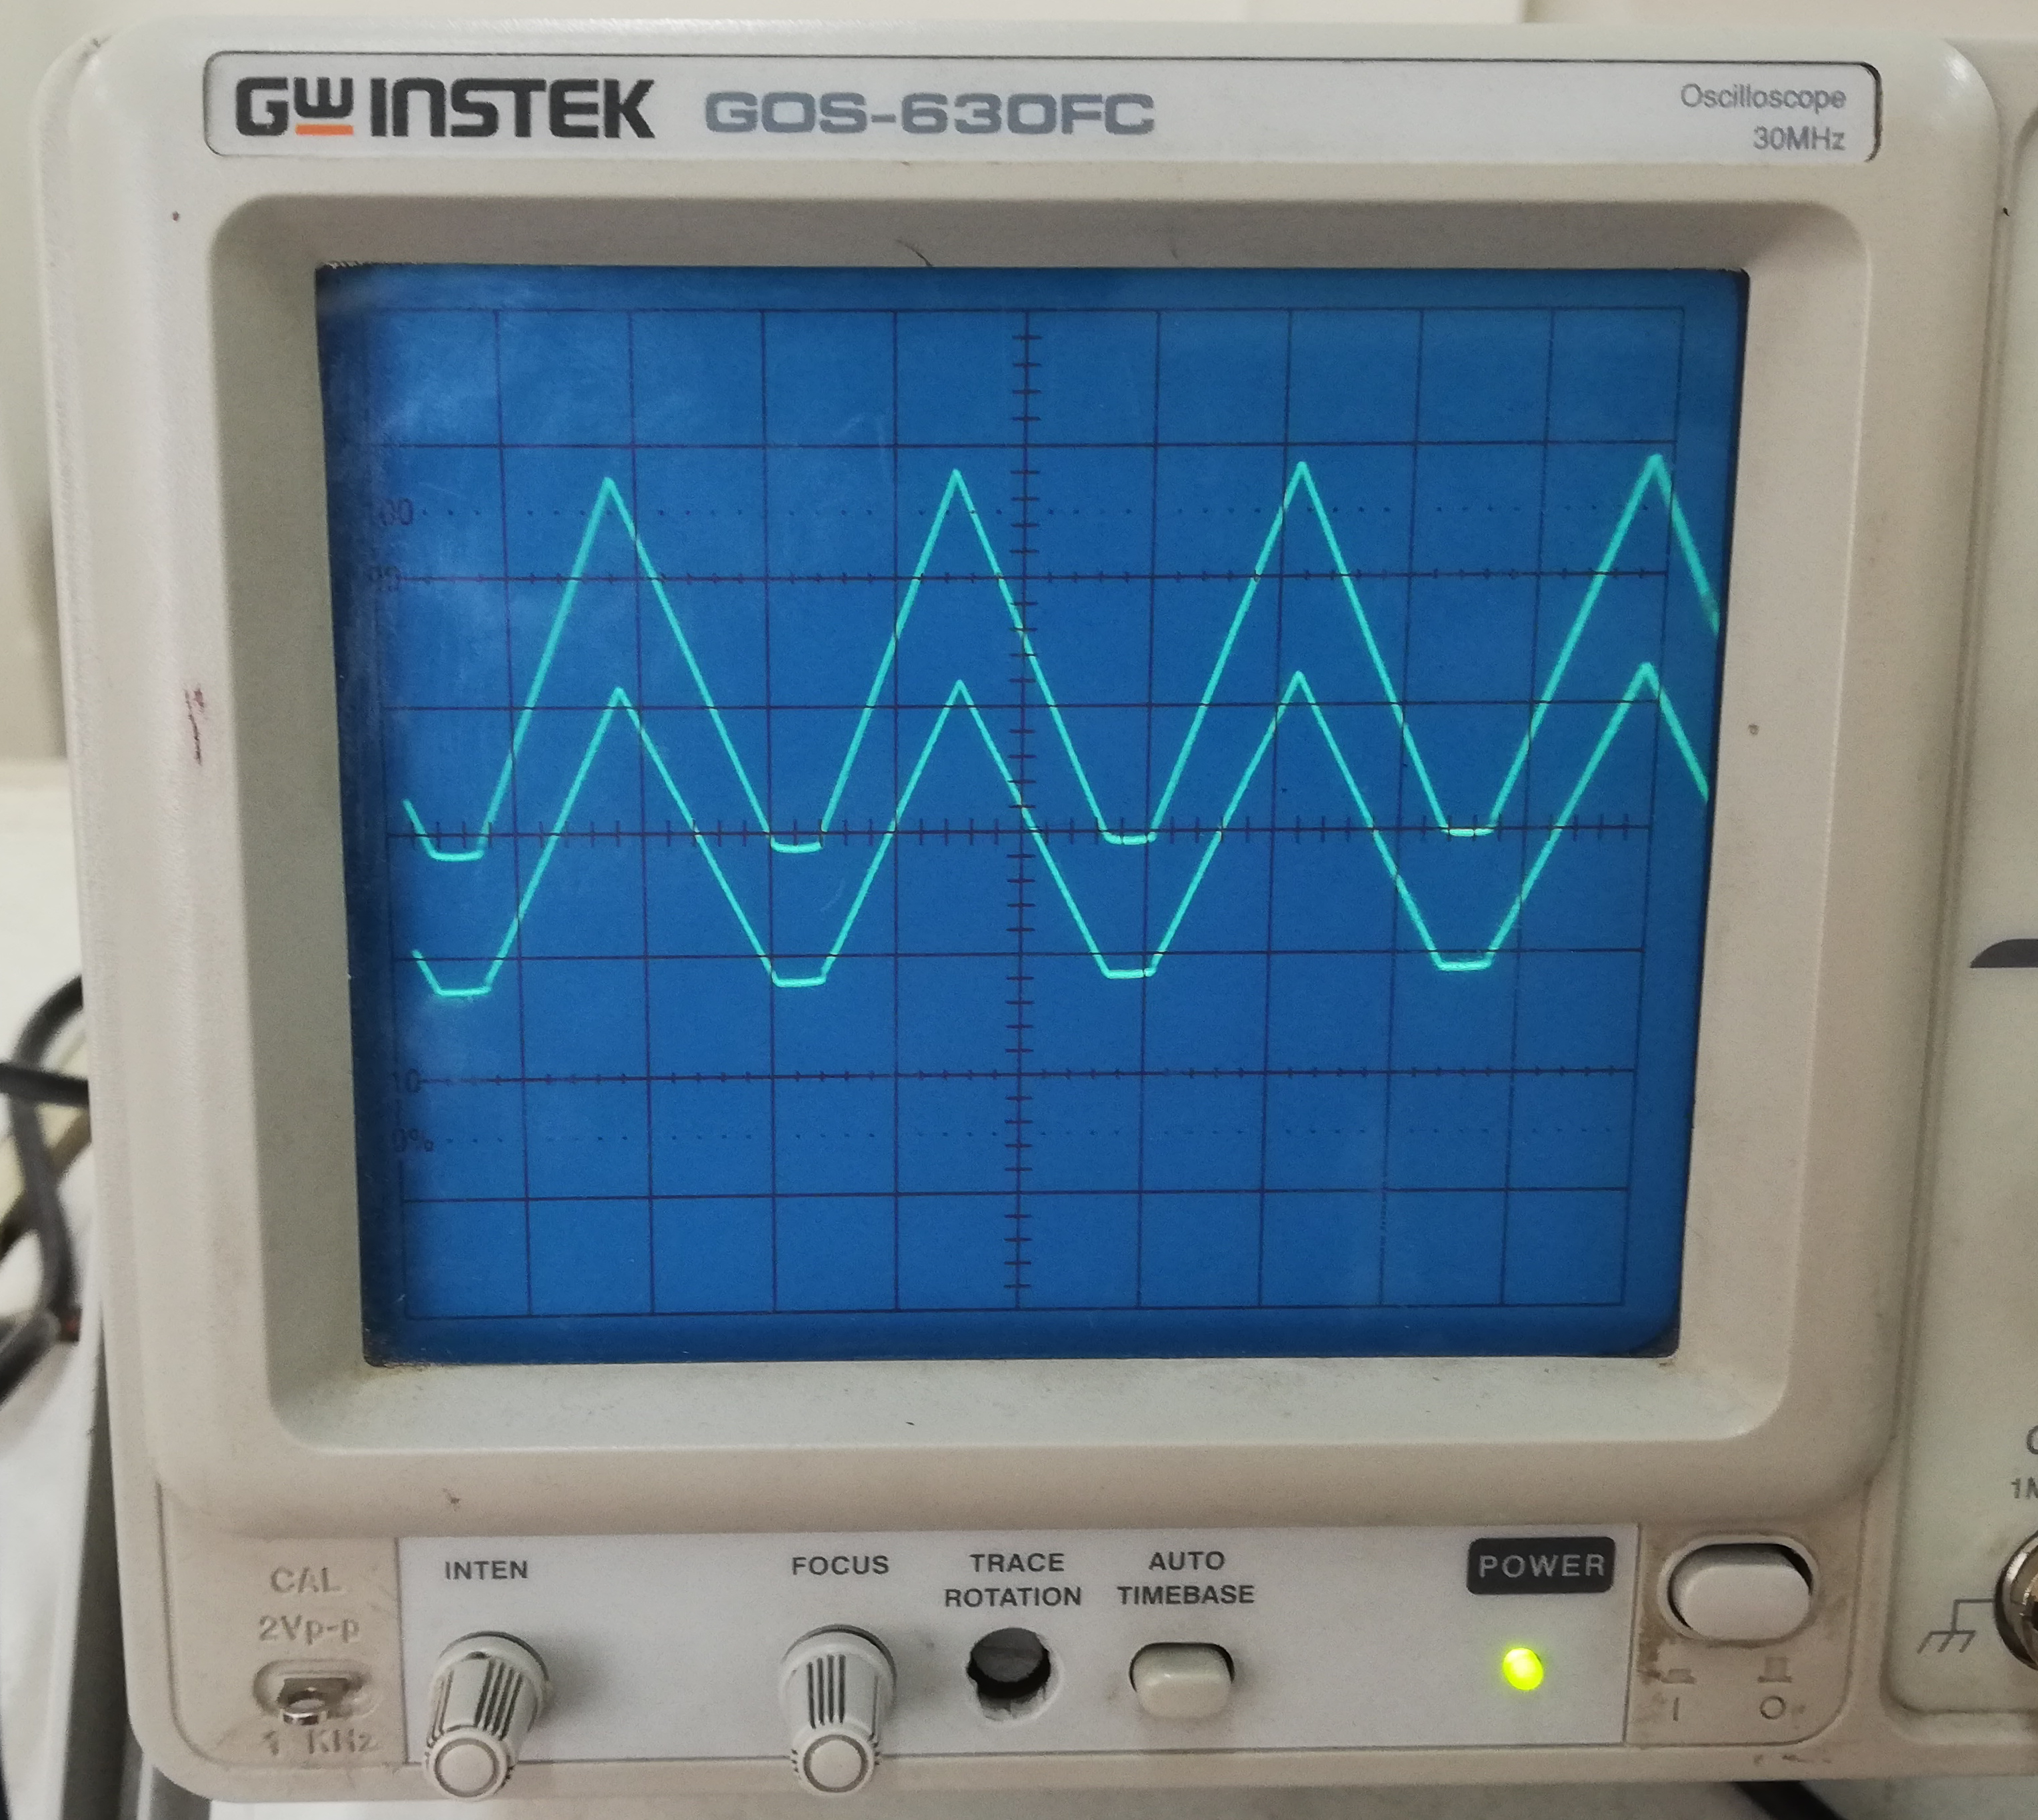 GW INSTEK GOS-630FC
Oscilloscope
30MHz
100
90
10
0%
CAL
2Vp-p
1 KHz
INTEN
FOCUS
TRACE
ROTATION
AUTO
TIMEBASE
POWER